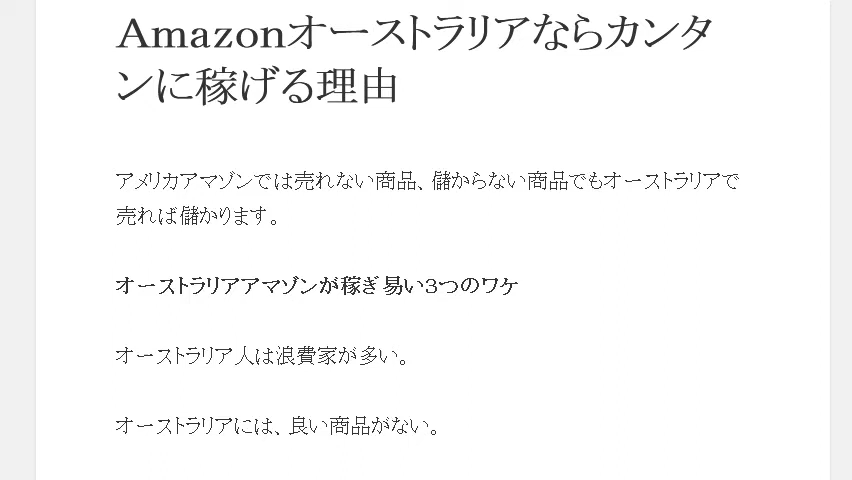 Amazonオーストラリアならカンタ
ンに稼げる理由
アメリカアマゾンでは売れない商品、儲からない商品でもオーストラリアで
売れば儲かります。
オーストラリアアマゾンが稼ぎ易い3つのワケ
オーストラリア人は浪費家が多い。
オーストラリアには、良い商品がない。